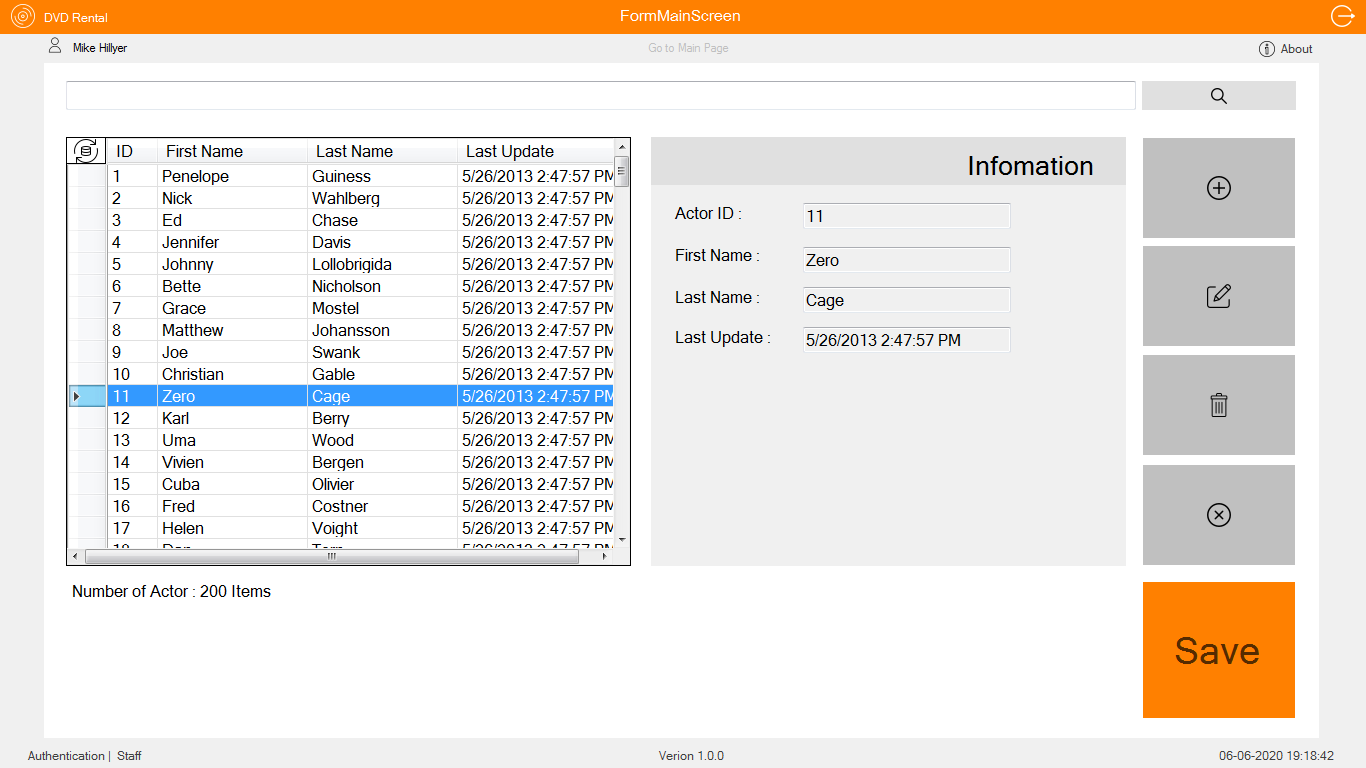 DVD Rental
FormMainScreen
Mike Hillyer
Go to Main Page
About
ID First Name Last Name Last Update
1 Penelope Guiness 5/26/2013 2:47:57 PM
2 Nick Wahlberg 5/26/2013 2:47:57 PM
3 Ed Chase 5/26/2013 2:47:57 PM
4 Jennifer Davis 5/26/2013 2:47:57 PM
5 Johnny Lollobrigida 5/26/2013 2:47:57 PM
6 Bette Nicholson 5/26/2013 2:47:57 PM
7 Grace Mostel 5/26/2013 2:47:57 PM
8 Matthew Johansson 5/26/2013 2:47:57 PM
9 Joe Swank 5/26/2013 2:47:57 PM
10 Christian Gable 5/26/2013 2:47:57 PM
11 Zero Cage 5/26/2013 2:47:57 PM
12 Karl Berry 5/26/2013 2:47:57 PM
13 Uma Wood 5/26/2013 2:47:57 PM
14 Vivien Bergen 5/26/2013 2:47:57 PM
15 Cuba Olivier 5/26/2013 2:47:57 PM
16 Fred Costner 5/26/2013 2:47:57 PM
17 Helen Voight 5/26/2013 2:47:57 PM
Number of Actor : 200 Items
Infomation
Actor ID : 11
First Name : Zero
Last Name : Cage
Last Update : 5/26/2013 2:47:57 PM
Save
Authentication | Staff
Verion 1.0.0
06-06-2020 19:18:42